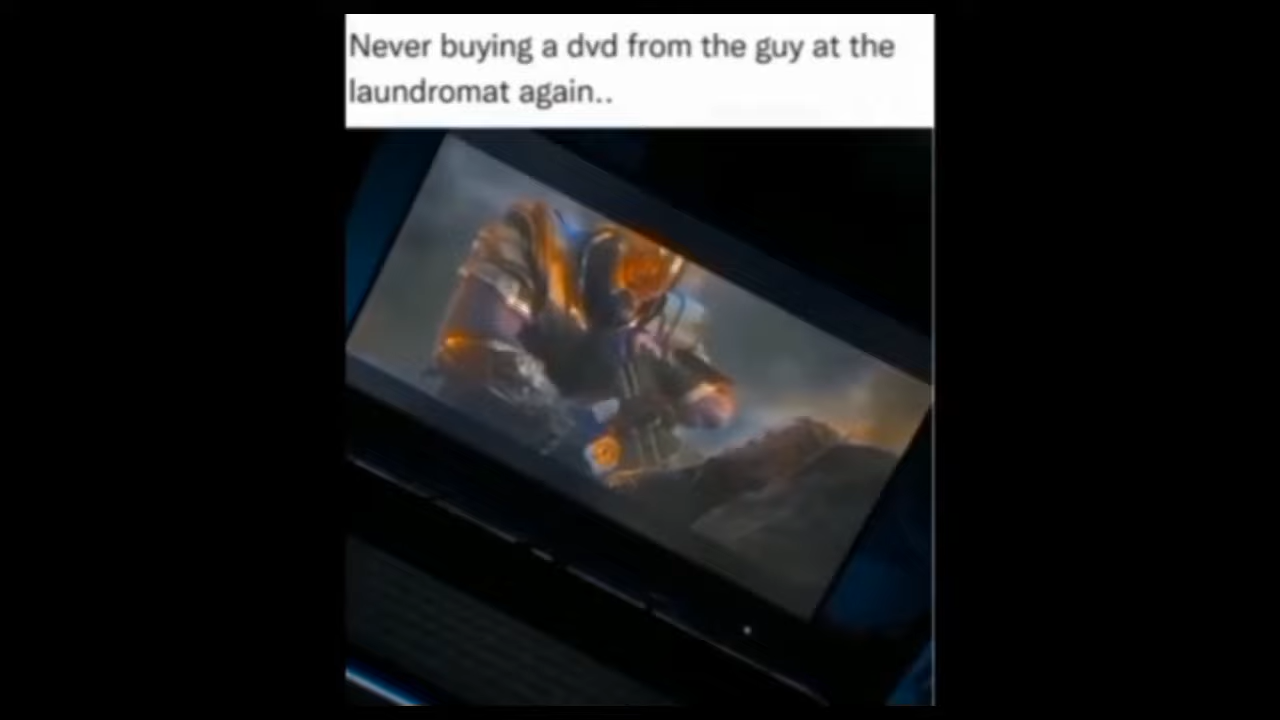 Never buying a dvd from the guy at the
laundromat again..